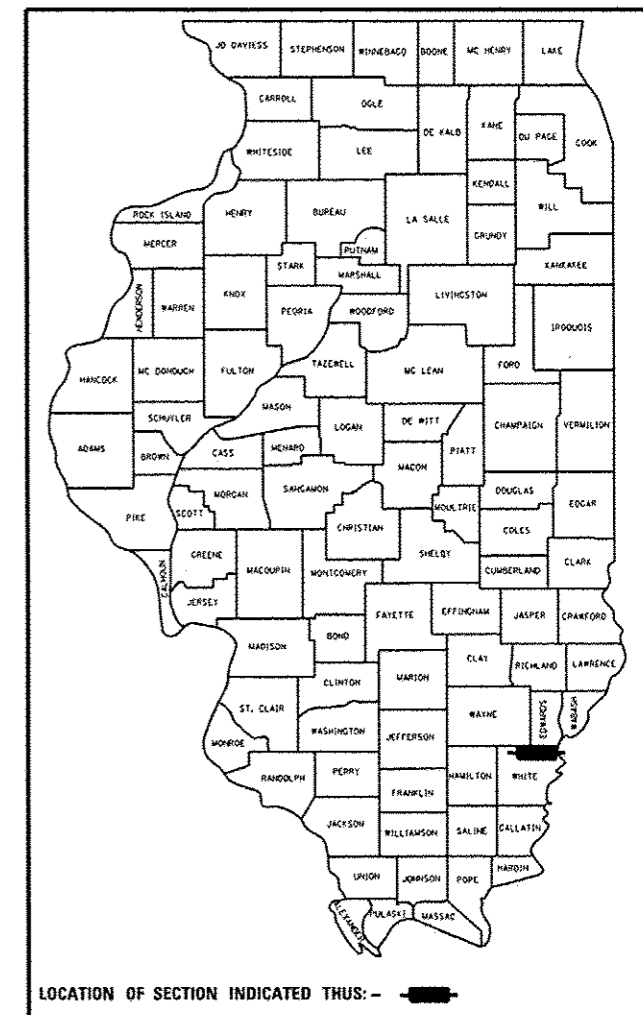 JO DAVIESS STEPHENSON WINNEBAGO BOONE MC HENRY LAKE
CARROLL OGLE DE KALB KANE DU PAGE COOK
WHITESIDE LEE KENDALL WILL
ROCK ISLAND HENRY BUREAU LA SALLE GRUNDY
MERCER PUTNAM KANKAKEE
STARK MARSHALL
HENDERSON WARREN KNOX PEORIA WOODFORD LIVINGSTON IROQUOIS
HANCOCK MC DONOUGH FULTON TAZEWELL MC LEAN FORD
SCHUYLER MASON LOGAN DE WITT CHAMPAIGN VERMILION
ADAMS BROWN CASS MENARD MACON PIATT
PIKE SCOTT MORGAN SANGAMON CHRISTIAN MOULTRIE DOUGLAS EDGAR
COLES
CALHOUN GREENE MACOUPIN MONTGOMERY SHELBY CUMBERLAND CLARK
JERSEY FAYETTE EFFINGHAM JASPER CRAWFORD
MADISON BOND CLAY RICHLAND LAWRENCE
CLINTON MARION
ST. CLAIR WASHINGTON JEFFERSON WAYNE EDWARDS WABASH
MONROE
RANDOLPH PERRY FRANKLIN HAMILTON WHITE
JACKSON WILLIAMSON SALINE GALLATIN
UNION JOHNSON POPE HARDIN
ALEXANDER PULASKI MASSAC
LOCATION OF SECTION INDICATED THUS: -